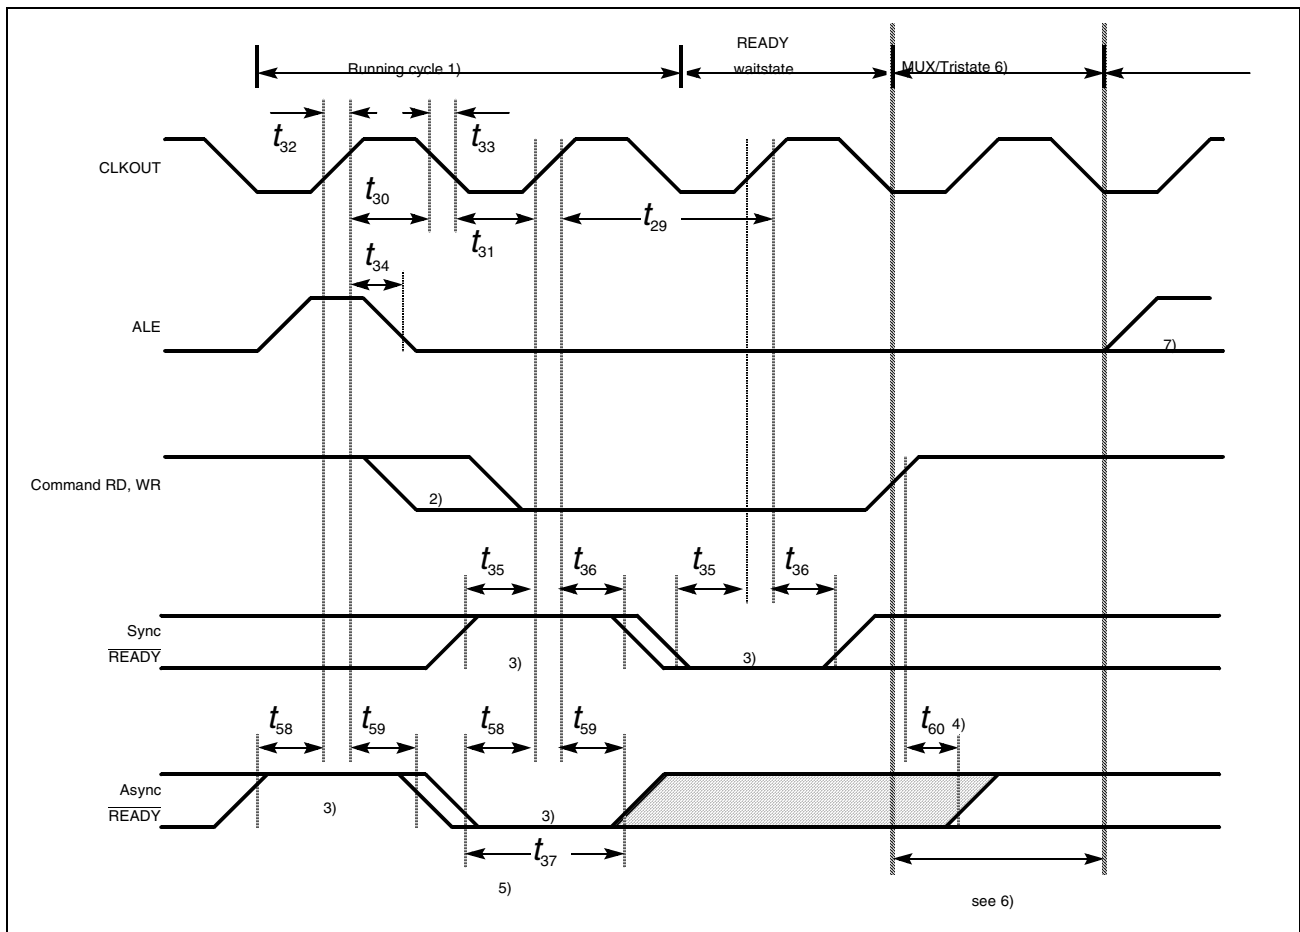 READY
Running cycle 1)
waitstate
MUX/Tristate 6)
t32
t33
CLKOUT
t30
t29
t31
t34
ALE
7)
Command RD, WR
2)
t35
t36
t35
t36
Sync
READY
3)
3)
t58
t59
t58
t59
t60 4)
Async
READY
3)
3)
t37
5)
see 6)